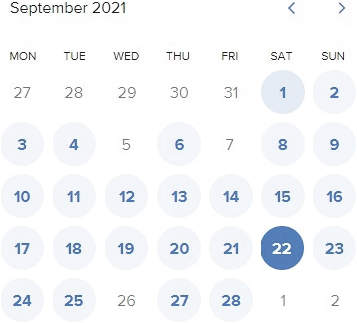 September 2021
MON TUE WED THU FRI SAT SUN
27 28 29 30 31 1 2
3 4 5 6 7 8 9
10 11 12 13 14 15 16
17 18 19 20 21 22 23
24 25 26 27 28 1 2